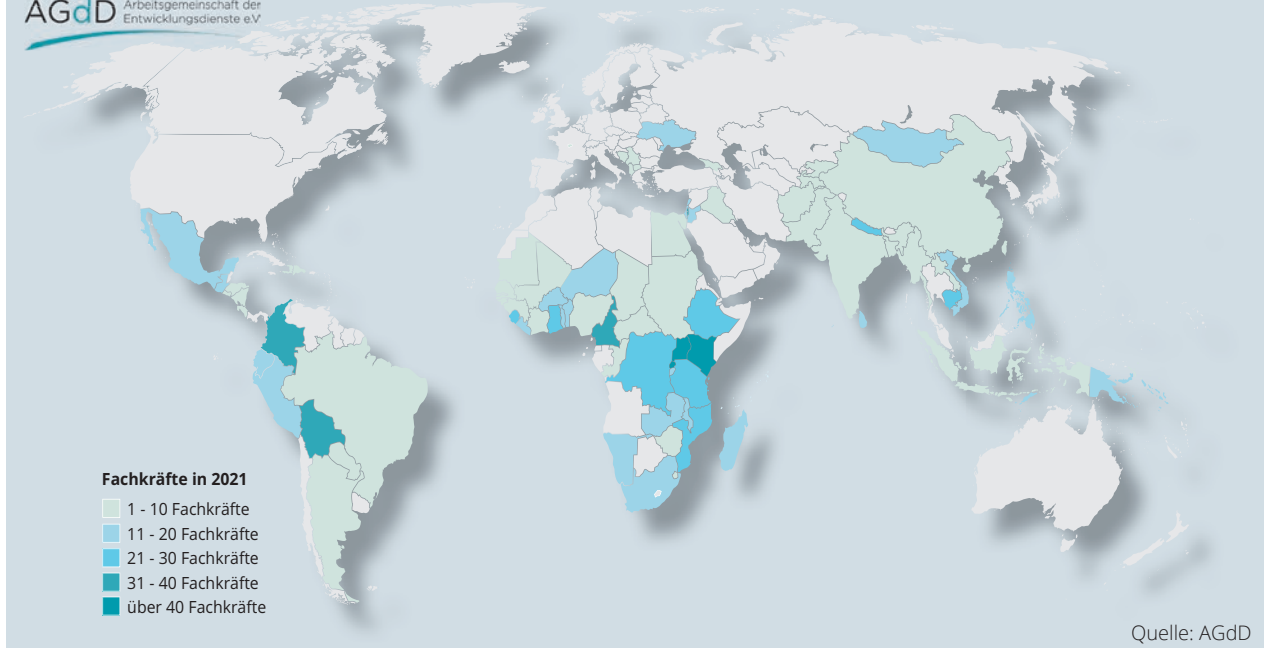 AGdD Arbeitsgemeinschaft der
Entwicklungsdienste e.V
Fachkräfte in 2021
1 - 10 Fachkräfte
11 - 20 Fachkräfte
21 - 30 Fachkräfte
31 - 40 Fachkräfte
über 40 Fachkräfte
Quelle: AGdD